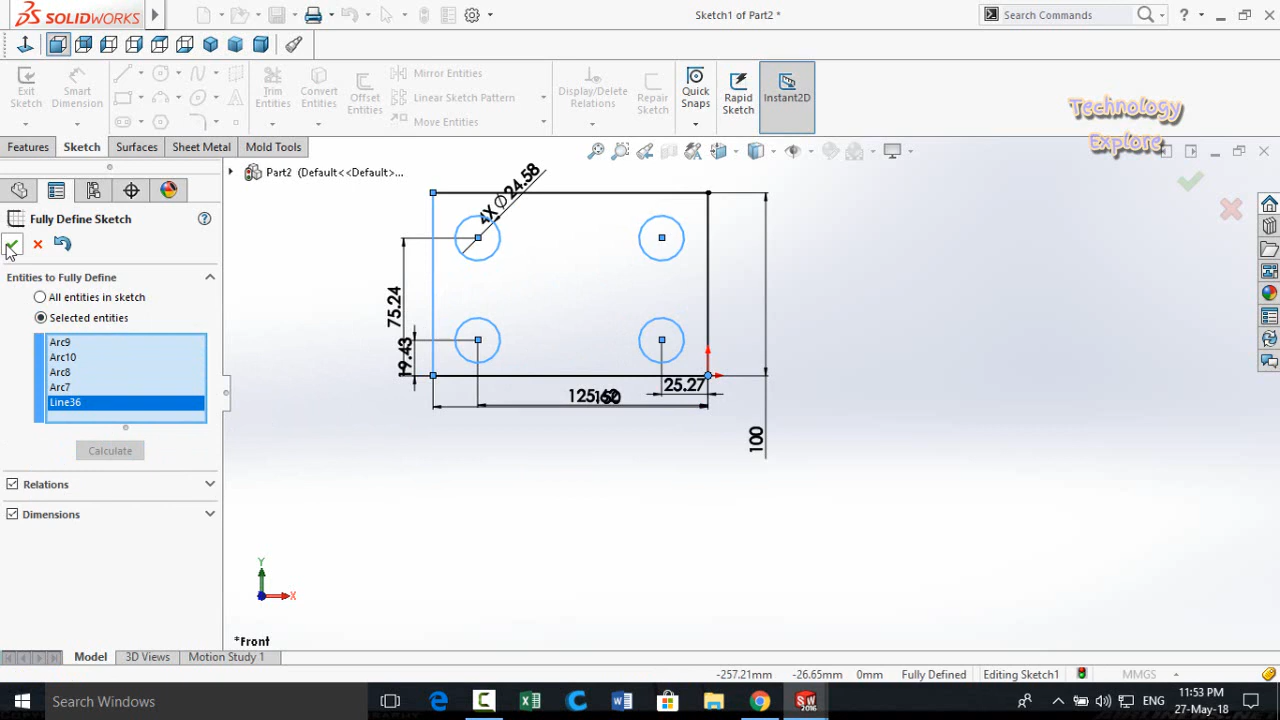 SOLIDWORKS
Sketch1 of Part2 *
Search Commands
Exit Sketch
Smart Dimension
Trim Entities
Convert Entities
Offset Entities
Mirror Entities
Linear Sketch Pattern
Move Entities
Display/Delete Relations
Repair Sketch
Quick Snaps
Rapid Sketch
Instant2D
Technology
Explore
Features
Sketch
Surfaces
Sheet Metal
Mold Tools
Part2 (Default<<Default>...
Fully Define Sketch
Entities to Fully Define
All entities in sketch
Selected entities
Arc9
Arc10
Arc8
Arc7
Line36
Calculate
Relations
Dimensions
4X Ø24.58
75.24
19.43
25.27
100
Y
X
*Front
Model
3D Views
Motion Study 1
-257.21mm
-26.65mm
0mm
Fully Defined
Editing Sketch1
MMGS
Search Windows
ENG
11:53 PM
27-May-18